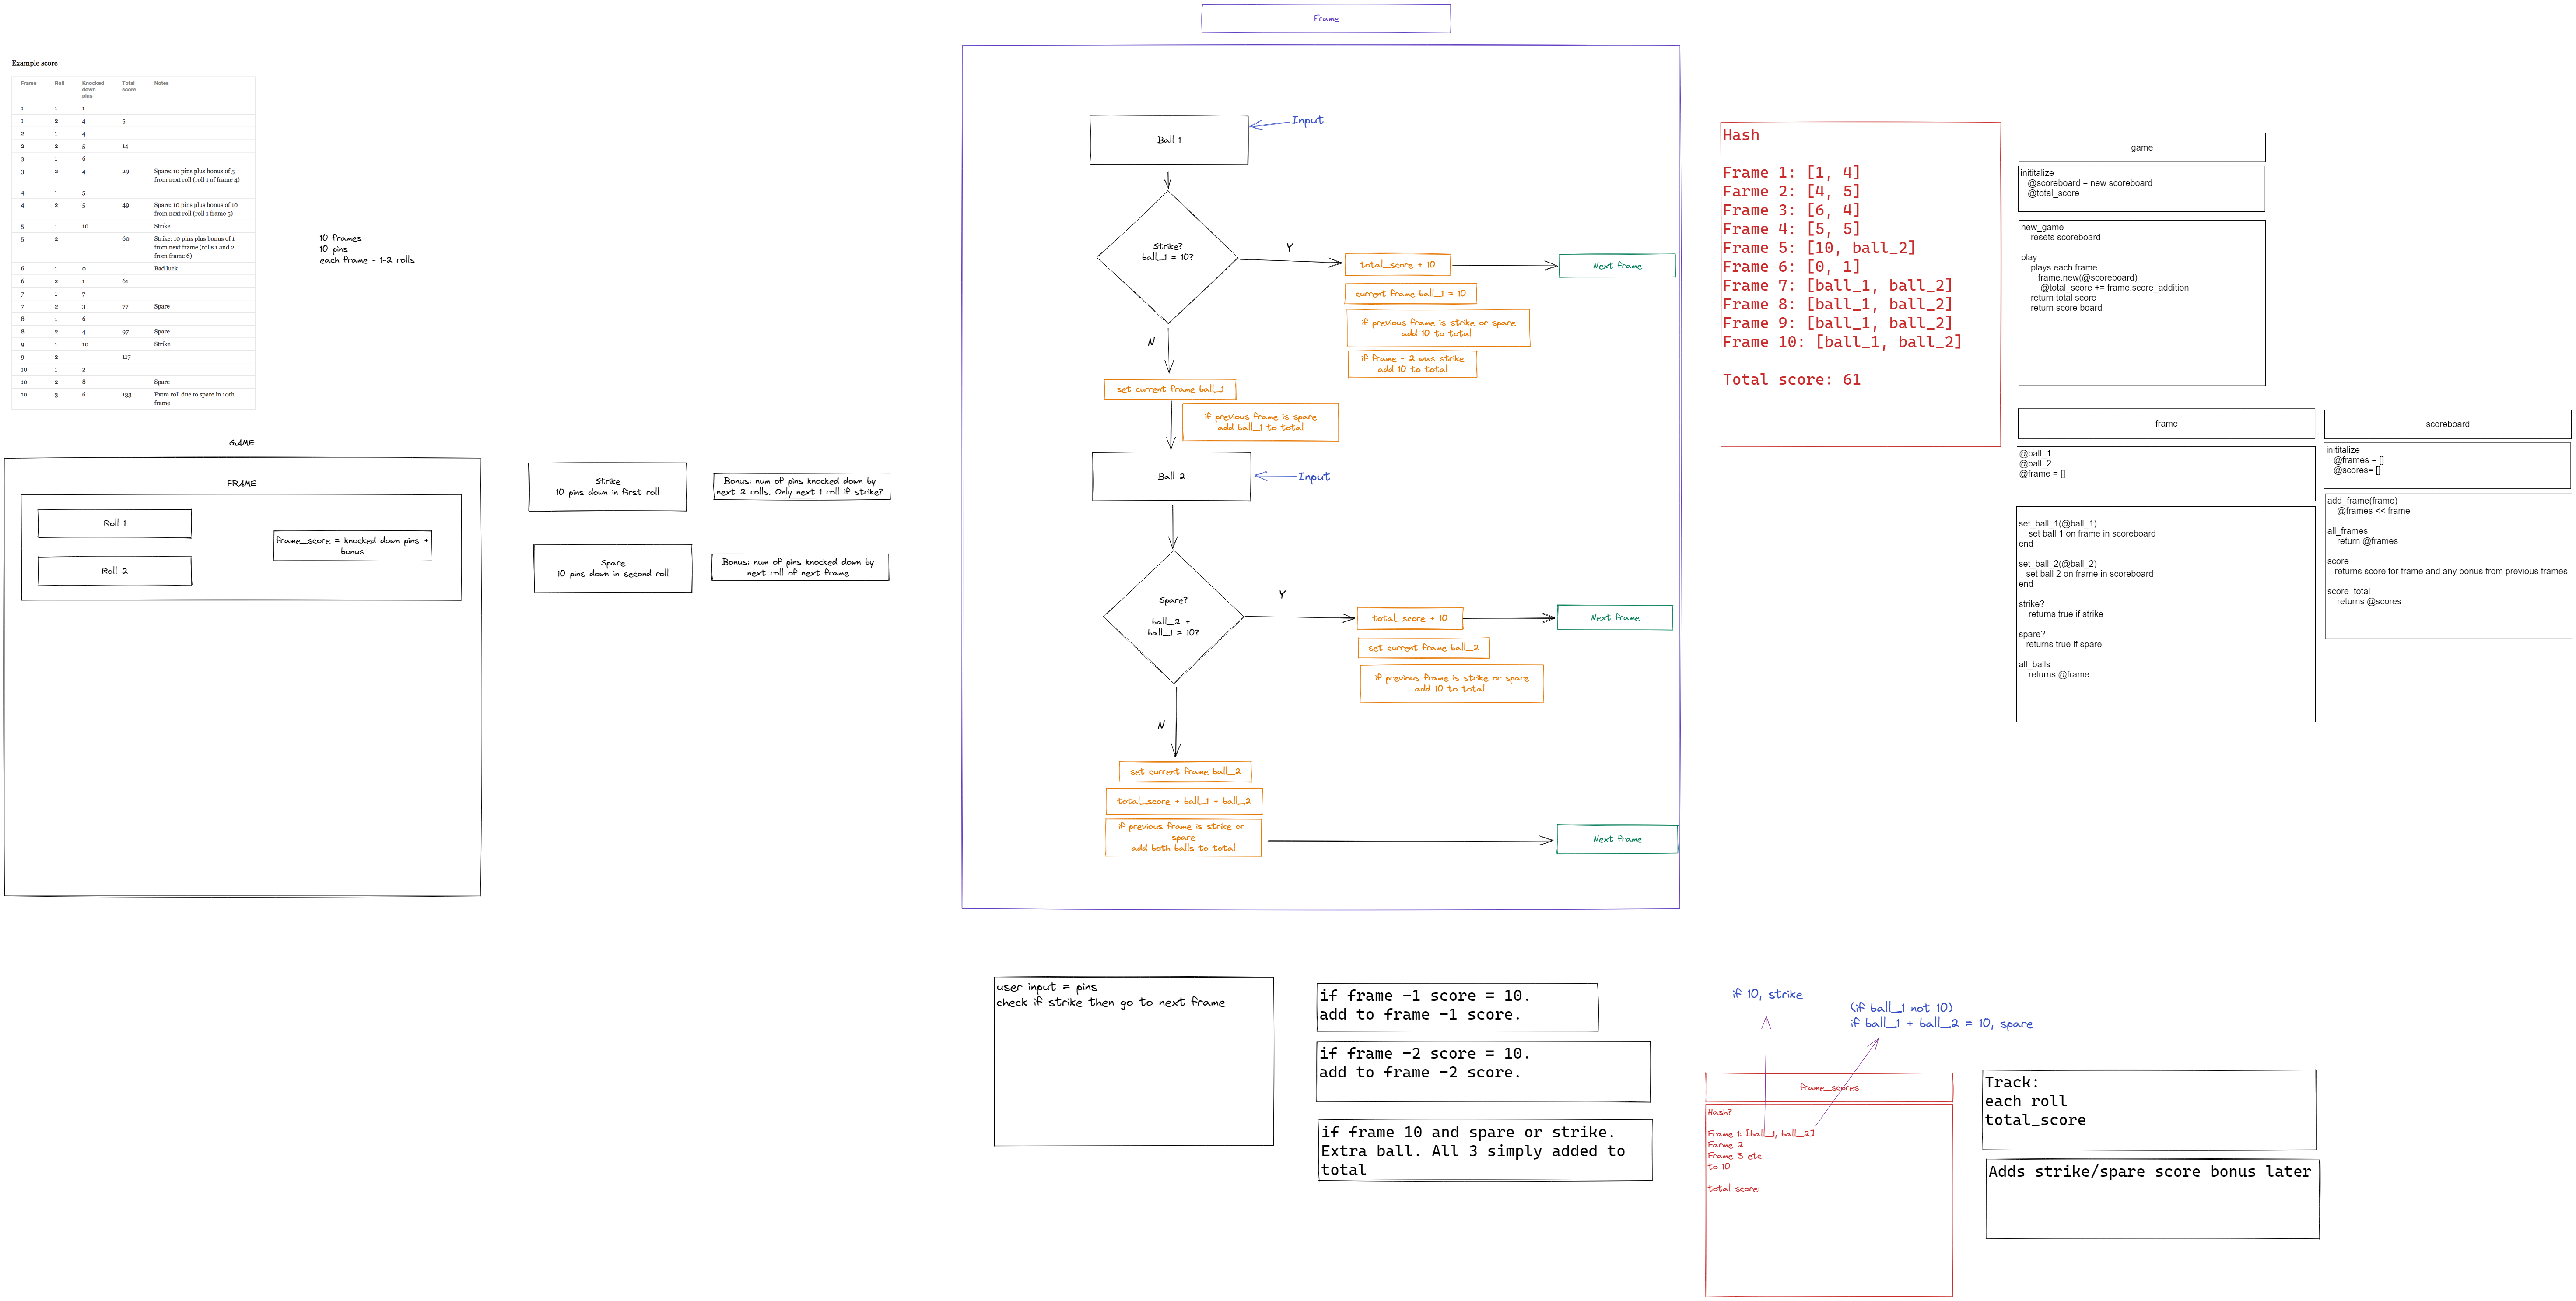 Frame
Example score
Frame Roll Knocked down pins Total score Notes
1 1 1
1 2 4 5
2 1 4
2 2 5 14
3 1 6
3 2 4 29 Spare: 10 pins plus bonus of 5
from next roll (roll 1 of frame 4)
4 1 5
4 2 5 49 Spare: 10 pins plus bonus of 10
from next roll (roll 1 frame 5)
5 1 10 Strike
5 2 60 Strike: 10 pins plus bonus of 1
from next frame (rolls 1 and 2
from frame 6)
6 1 0 Bad luck
6 2 1 61
7 1 7
7 2 3 77 Spare
8 1 6
8 2 4 97 Spare
9 1 10 Strike
9 2 117
10 1 2
10 2 8 Spare
10 3 6 133 Extra roll due to spare in 10th
frame
10 frames
10 pins
each frame - 1-2 rolls
GAME
FRAME
Roll 1
Roll 2
frame_score = knocked down pins +
bonus
Strike
10 pins down in first roll
Bonus: num of pins knocked down by
next 2 rolls. Only next 1 roll if strike?
Spare
10 pins down in second roll
Bonus: num of pins knocked down by
next roll of next frame
Ball 1
Input
Strike?
ball_1 = 10?
Y
total_score + 10
Next frame
current frame ball_1 = 10
if previous frame is strike or spare
add 10 to total
if frame - 2 was strike
add 10 to total
N
set current frame ball_1
if previous frame is spare
add ball_1 to total
Ball 2
Input
Spare?
ball_2 +
ball_1 = 10?
Y
total_score + 10
Next frame
set current frame ball_2
if previous frame is strike or spare
add 10 to total
N
set current frame ball_2
total_score + ball_1 + ball_2
if previous frame is strike or
spare
add both balls to total
Next frame
Hash
Frame 1: [1, 4]
Farme 2: [4, 5]
Frame 3: [6, 4]
Frame 4: [5, 5]
Frame 5: [10, ball_2]
Frame 6: [0, 1]
Frame 7: [ball_1, ball_2]
Frame 8: [ball_1, ball_2]
Frame 9: [ball_1, ball_2]
Frame 10: [ball_1, ball_2]
Total score: 61
game
inititalize
@scoreboard = new scoreboard
@total_score
new_game
resets scoreboard
play
plays each frame
frame.new(@scoreboard)
@total_score += frame.score_addition
return total score
return score board
frame
@ball_1
@ball_2
@frame = []
set_ball_1(@ball_1)
set ball 1 on frame in scoreboard
end
set_ball_2(@ball_2)
set ball 2 on frame in scoreboard
end
strike?
returns true if strike
spare?
returns true if spare
all_balls
returns @frame
scoreboard
inititalize
@frames = []
@scores= []
add_frame(frame)
@frames << frame
all_frames
return @frames
score
returns score for frame and any bonus from previous frames
score_total
returns @scores
user input = pins
check if strike then go to next frame
if frame -1 score = 10.
add to frame -1 score.
if frame -2 score = 10.
add to frame -2 score.
if frame 10 and spare or strike.
Extra ball. All 3 simply added to
total
if 10, strike
(if ball_1 not 10)
if ball_1 + ball_2 = 10, spare
frame_scores
Hash?
Frame 1: [ball_1, ball_2]
Farme 2
Frame 3 etc
to 10
total score:
Track:
each roll
total_score
Adds strike/spare score bonus later